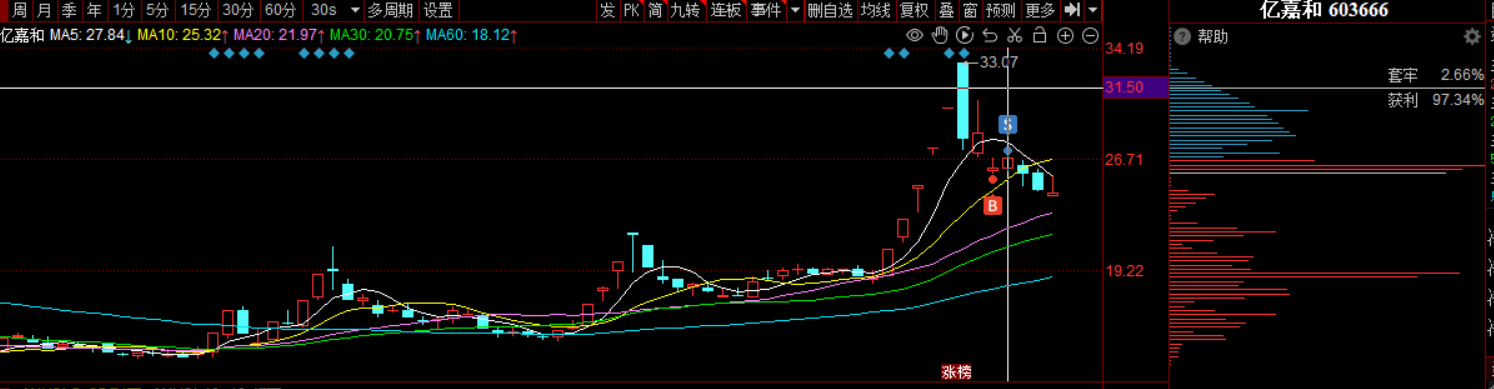 周 月 季 年 1分 5分 15分 30分 60分 30s 多周期 设置 发 PK 简 九转 连板 事件 删自选 均线 复权 叠 窗 预测 更多
亿嘉和 603666
亿嘉和 MA5: 27.84↓ MA10: 25.32↑ MA20: 21.97↑ MA30: 20.75↑ MA60: 18.12↑
? 帮助
34.19
33.07
套牢 2.66%
31.50
获利 97.34%
S
26.71
B
19.22
涨榜